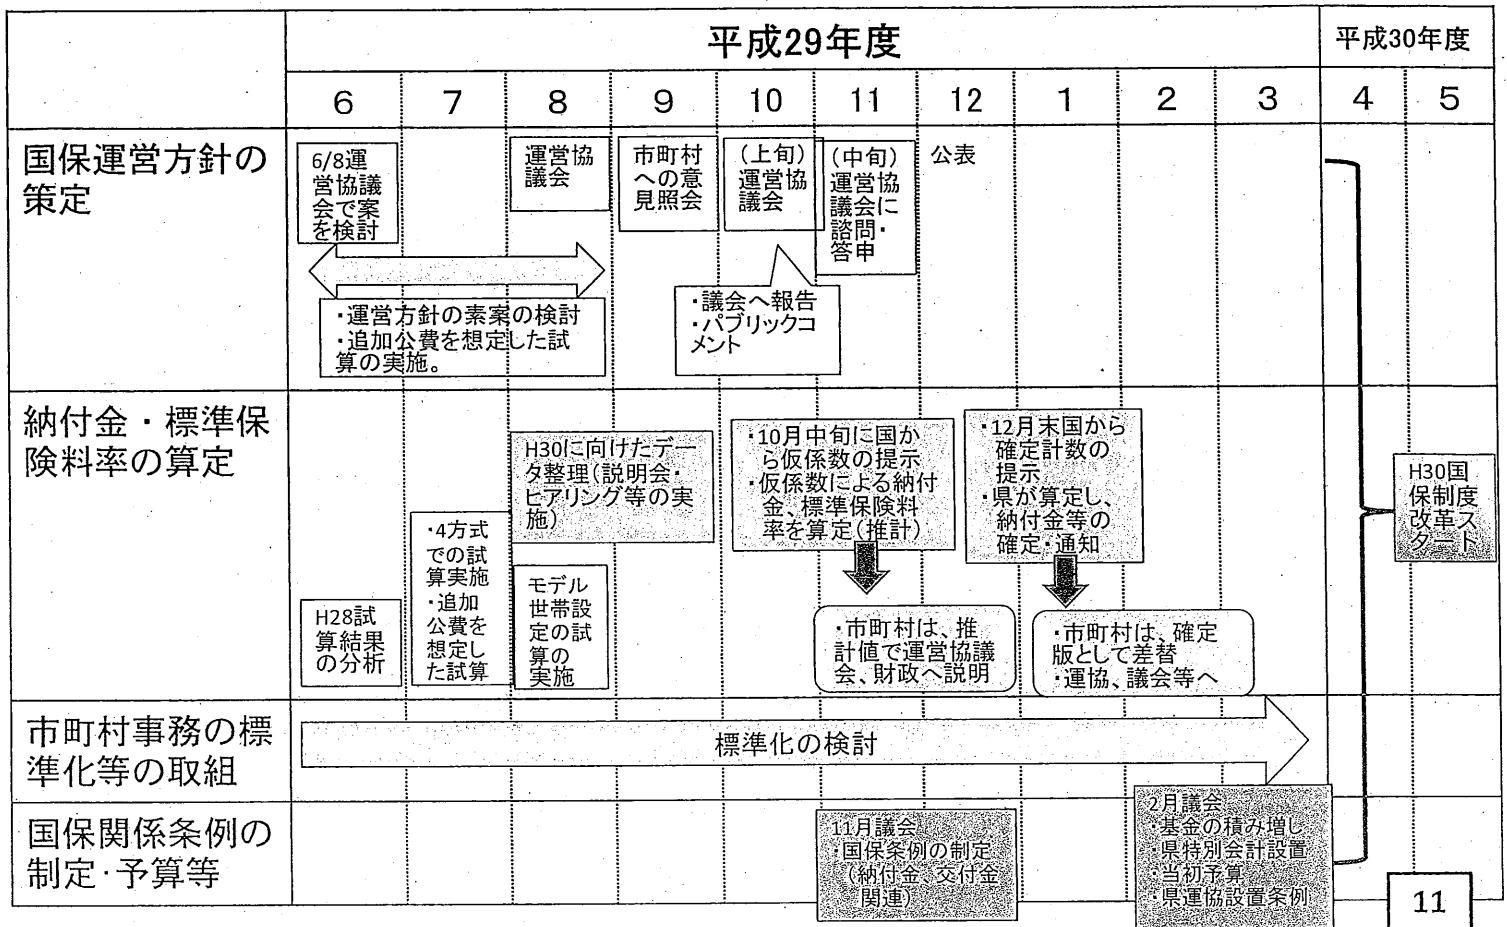 平成29年度
平成30年度
6 7 8 9 10 11 12 1 2 3 4 5
国保運営方針の
策定
6/8運
営協議
会で案
を検討
運営協
議会
市町村
への意
見照会
(上旬)
運営協
議会
(中旬)
運営協
議会に
諮問・
答申
公表
・運営方針の素案の検討
・追加公費を想定した試
算の実施。
・議会へ報告
・パブリックコ
メント
納付金・標準保
険料率の算定
H28試
算結果
の分析
・4方式
での試
算実施
・追加
公費を
想定し
た試算
H30に向けたデー
タ整理(説明会・
ヒアリング等の実
施)
モデル
世帯設
定の試
算の
実施
・10月中旬に国か
ら仮係数の提示
・仮係数による納付
金、標準保険料
率を算定(推計)
・市町村は、推
計値で運営協議
会、財政へ説明
・12月末国から
確定計数の
提示
・県が算定し、
納付金等の
確定・通知
・市町村は、確定
版として差替
・運協、議会等へ
H30国
保制度
改革ス
タート
市町村事務の標
準化等の取組
標準化の検討
国保関係条例の
制定・予算等
11月議会
・国保条例の制定
(納付金、交付金
関連)
2月議会
・基金の積み増し
県特別会計設置
・当初予算
・県運協設置条例
11